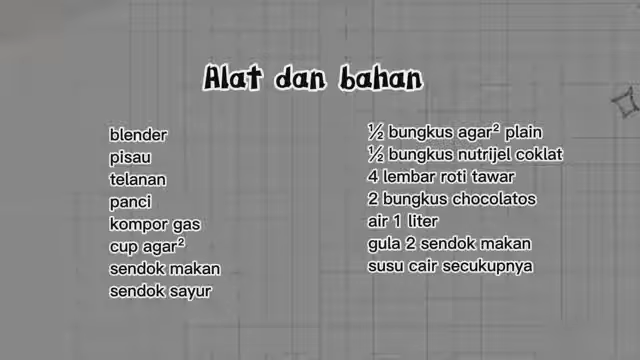 Alat dan bahan
blender
pisau
telanan
panci
kompor gas
cup agar²
sendok makan
sendok sayur
½ bungkus agar² plain
½ bungkus nutrijel coklat
4 lembar roti tawar
2 bungkus chocolatos
air 1 liter
gula 2 sendok makan
susu cair secukupnya